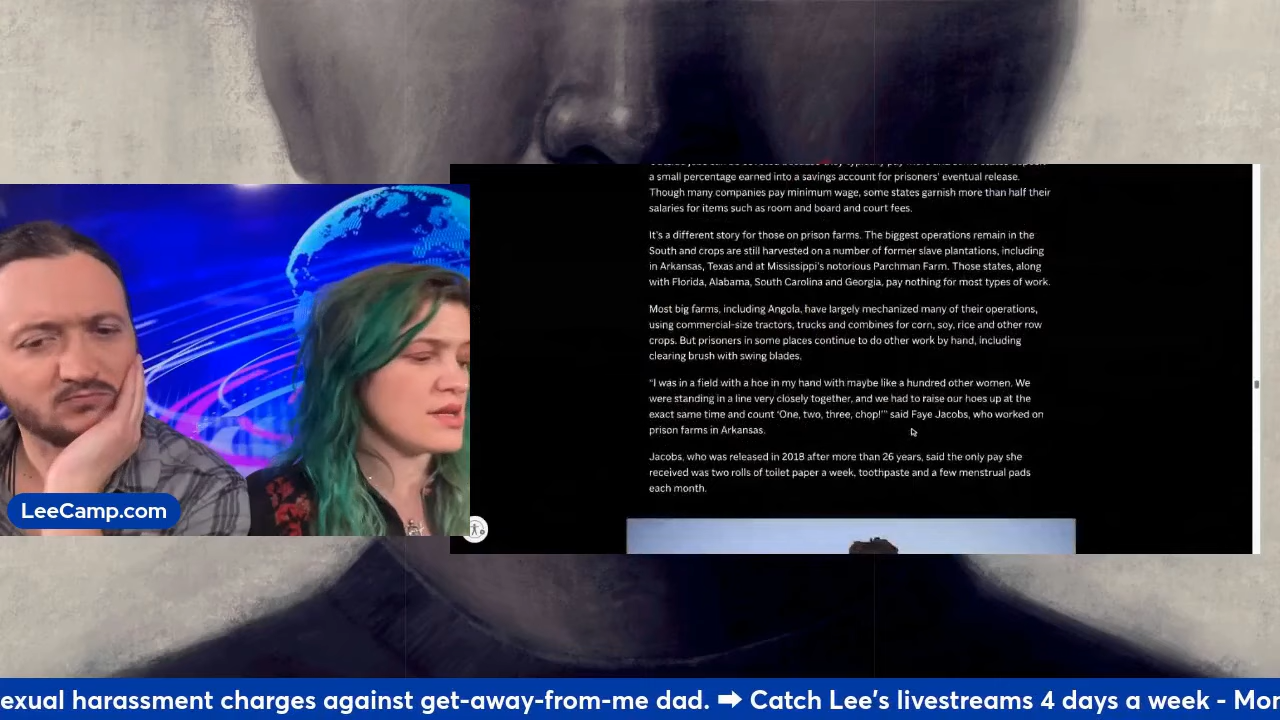 a small percentage earned into a savings account for prisoners' eventual release.
Though many companies pay minimum wage, some states garnish more than half their
salaries for items such as room and board and court fees.
It's a different story for those on prison farms. The biggest operations remain in the
South and crops are still harvested on a number of former slave plantations, including
in Arkansas, Texas and at Mississippi's notorious Parchman Farm. Those states, along
with Florida, Alabama, South Carolina and Georgia, pay nothing for most types of work.
Most big farms, including Angola, have largely mechanized many of their operations,
using commercial-size tractors, trucks and combines for corn, soy, rice and other row
crops. But prisoners in some places continue to do other work by hand, including
clearing brush with swing blades.
"I was in a field with a hoe in my hand with maybe like a hundred other women. We
were standing in a line very closely together, and we had to raise our hoes up at the
exact same time and count 'One, two, three, chop!'" said Faye Jacobs, who worked on
prison farms in Arkansas.
Jacobs, who was released in 2018 after more than 26 years, said the only pay she
received was two rolls of toilet paper a week, toothpaste and a few menstrual pads
each month.
LeeCamp.com
exual harassment charges against get-away-from-me dad. ➡ Catch Lee's livestreams 4 days a week - Mor